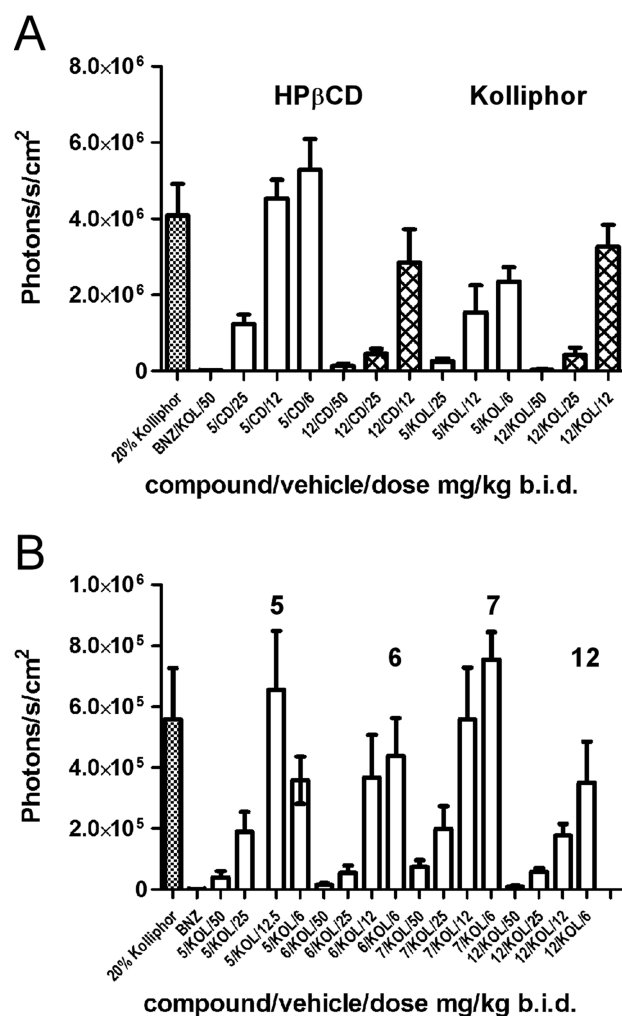 A
8.0×10⁶
6.0×10⁶
4.0×10⁶
2.0×10⁶
0
Photons/s/cm²
HPβCD
Kolliphor
20% Kolliphor
BNZ/KOL/50
5/CD/25
5/CD/12
5/CD/6
12/CD/50
12/CD/25
12/CD/12
5/KOL/25
5/KOL/12
5/KOL/6
12/KOL/50
12/KOL/25
12/KOL/12
compound/vehicle/dose mg/kg b.i.d.
B
1.0×10⁶
8.0×10⁵
6.0×10⁵
4.0×10⁵
2.0×10⁵
0
Photons/s/cm²
5
6
7
12
20% Kolliphor
BNZ
5/KOL/50
5/KOL/25
5/KOL/12.5
5/KOL/6
6/KOL/50
6/KOL/25
6/KOL/12
6/KOL/6
7/KOL/50
7/KOL/25
7/KOL/12
7/KOL/6
12/KOL/50
12/KOL/25
12/KOL/12
12/KOL/6
compound/vehicle/dose mg/kg b.i.d.